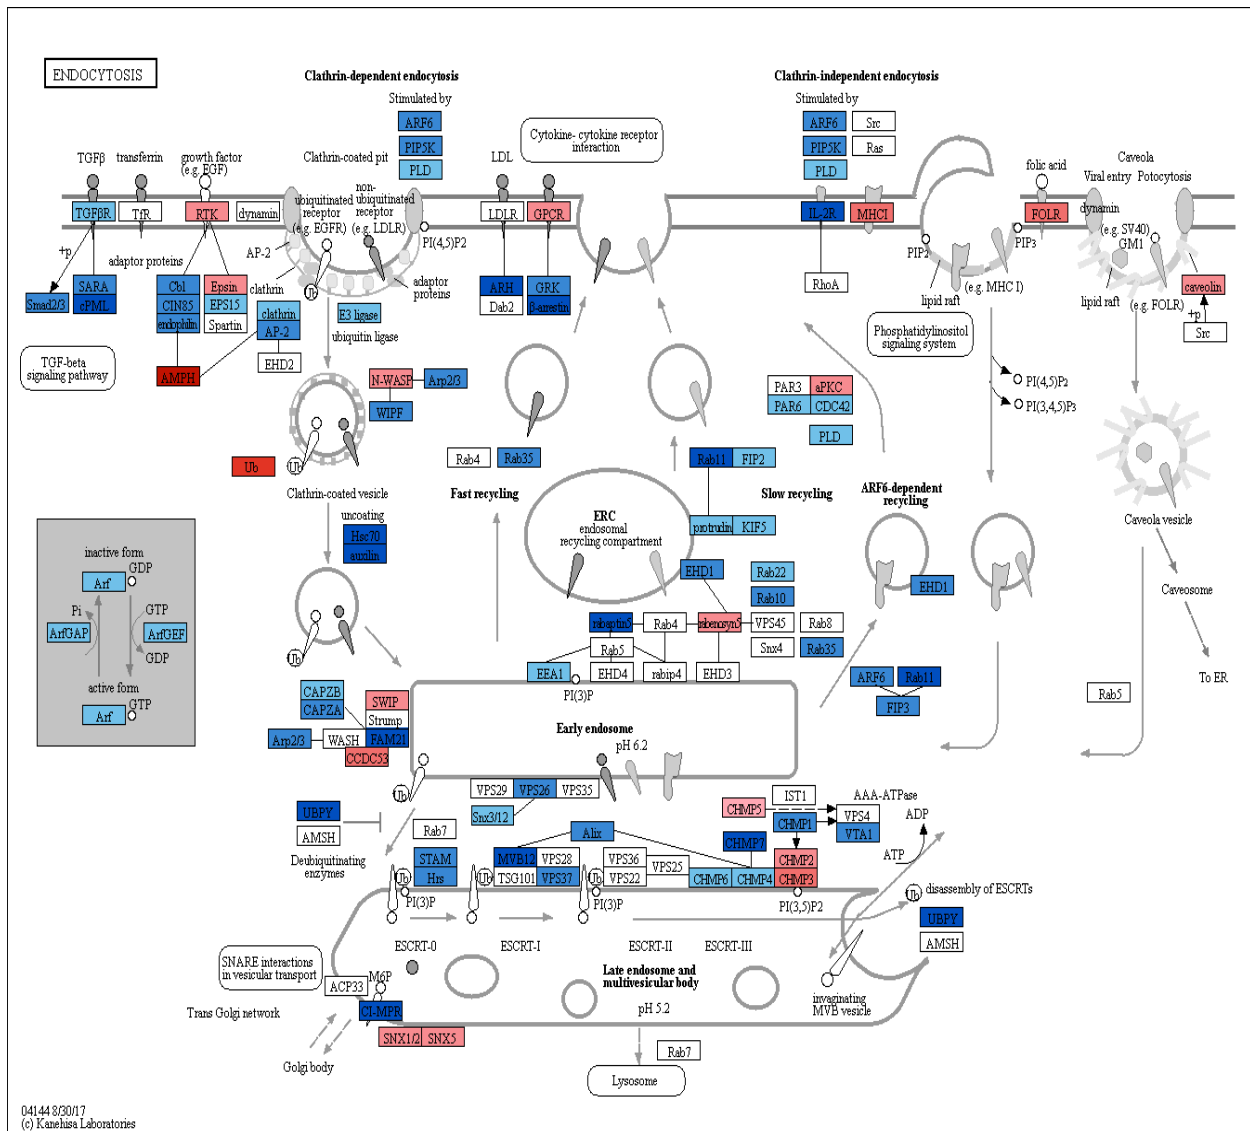 ENDOCYTOSIS
Clathrin-dependent endocytosis
Stimulated by
ARF6
PIP5K
PLD
Clathrin-independent endocytosis
Stimulated by
ARF6
Src
PIP5K
Ras
PLD
Cytokine- cytokine receptor
interaction
TGFβ
transferrin
growth factor
(e.g. EGF)
Clathrin-coated pit
LDL
folic acid
Caveola
Viral entry
Potocytosis
TGFβR
TfR
RTK
dynamin
ubiquitinated
receptor
(e.g. EGFR)
non-
ubiquitinated
receptor
(e.g. LDLR)
LDLR
GPCR
IL-2R
MHCI
FOLR
dynamin
(e.g. SV40)
GM1
PI(4,5)P2
PIP2
PIP3
+p
adaptor proteins
AP-2
adaptor
proteins
SARA
cPML
Smad2/3
Cbl
CIN85
endophilin
Epsin
EPS15
Spartin
clathrin
clathrin
AP-2
EHD2
Ub
E3 ligase
ubiquitin ligase
ARH
Dab2
GRK
β-arrestin
RhoA
lipid raft
(e.g. MHC I)
lipid raft
(e.g. FOLR)
caveolin
+p
Src
TGF-beta
signaling pathway
AMPH
Phosphatidylinositol
signaling system
N-WASP
Arp2/3
WIPF
PAR3
aPKC
PAR6
CDC42
PLD
PI(4,5)P2
PI(3,4,5)P3
Ub
Ub
Clathrin-coated vesicle
Rab4
Rab35
Fast recycling
Rab11
FIP2
Slow recycling
ARF6-dependent
recycling
uncoating
Hsc70
auxilin
ERC
endosomal
recycling compartment
protrudin
KIF5
Caveola vesicle
inactive form
Arf
GDP
Pi
GTP
ArfGAP
ArfGEF
GDP
active form
Arf
GTP
EHD1
Rab22
Rab10
EHD1
Caveosome
rabaptin5
Rab4
rabenosyn5
VPS45
Rab8
Rab5
Snx4
Rab35
Ub
EEA1
EHD4
rabip4
EHD3
PI(3)P
ARF6
Rab11
FIP3
To ER
Rab5
CAPZB
CAPZA
SWIP
Strump
Arp2/3
WASH
FAM21
CCDC53
Early endosome
pH 6.2
Ub
VPS29
VPS26
VPS35
Snx3/12
CHMP5
IST1
AAA-ATPase
UBPY
AMSH
Deubiquitinating
enzymes
Rab7
Alix
CHMP7
CHMP1
VPS4
VTA1
ADP
ATP
STAM
Hrs
Ub
MVB12
VPS28
TSG101
VPS37
Ub
VPS36
VPS22
VPS25
Ub
CHMP6
CHMP4
CHMP2
CHMP3
PI(3)P
PI(3)P
PI(3,5)P2
Ub
disassembly of ESCRTs
UBPY
AMSH
ESCRT-0
ESCRT-I
ESCRT-II
ESCRT-III
SNARE interactions
in vesicular transport
ACP33
M6P
CI-MPR
Late endosome and
multivesicular body
pH 5.2
invaginating
MVB vesicle
Trans Golgi network
SNX1/2
SNX5
Golgi body
Rab7
Lysosome
04144 8/30/17
(c) Kanehisa Laboratories